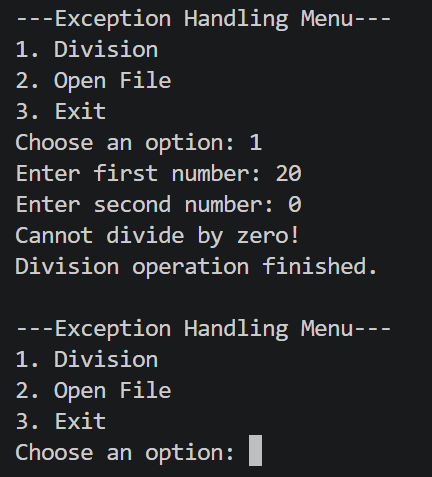 ---Exception Handling Menu---
1. Division
2. Open File
3. Exit
Choose an option: 1
Enter first number: 20
Enter second number: 0
Cannot divide by zero!
Division operation finished.

---Exception Handling Menu---
1. Division
2. Open File
3. Exit
Choose an option: